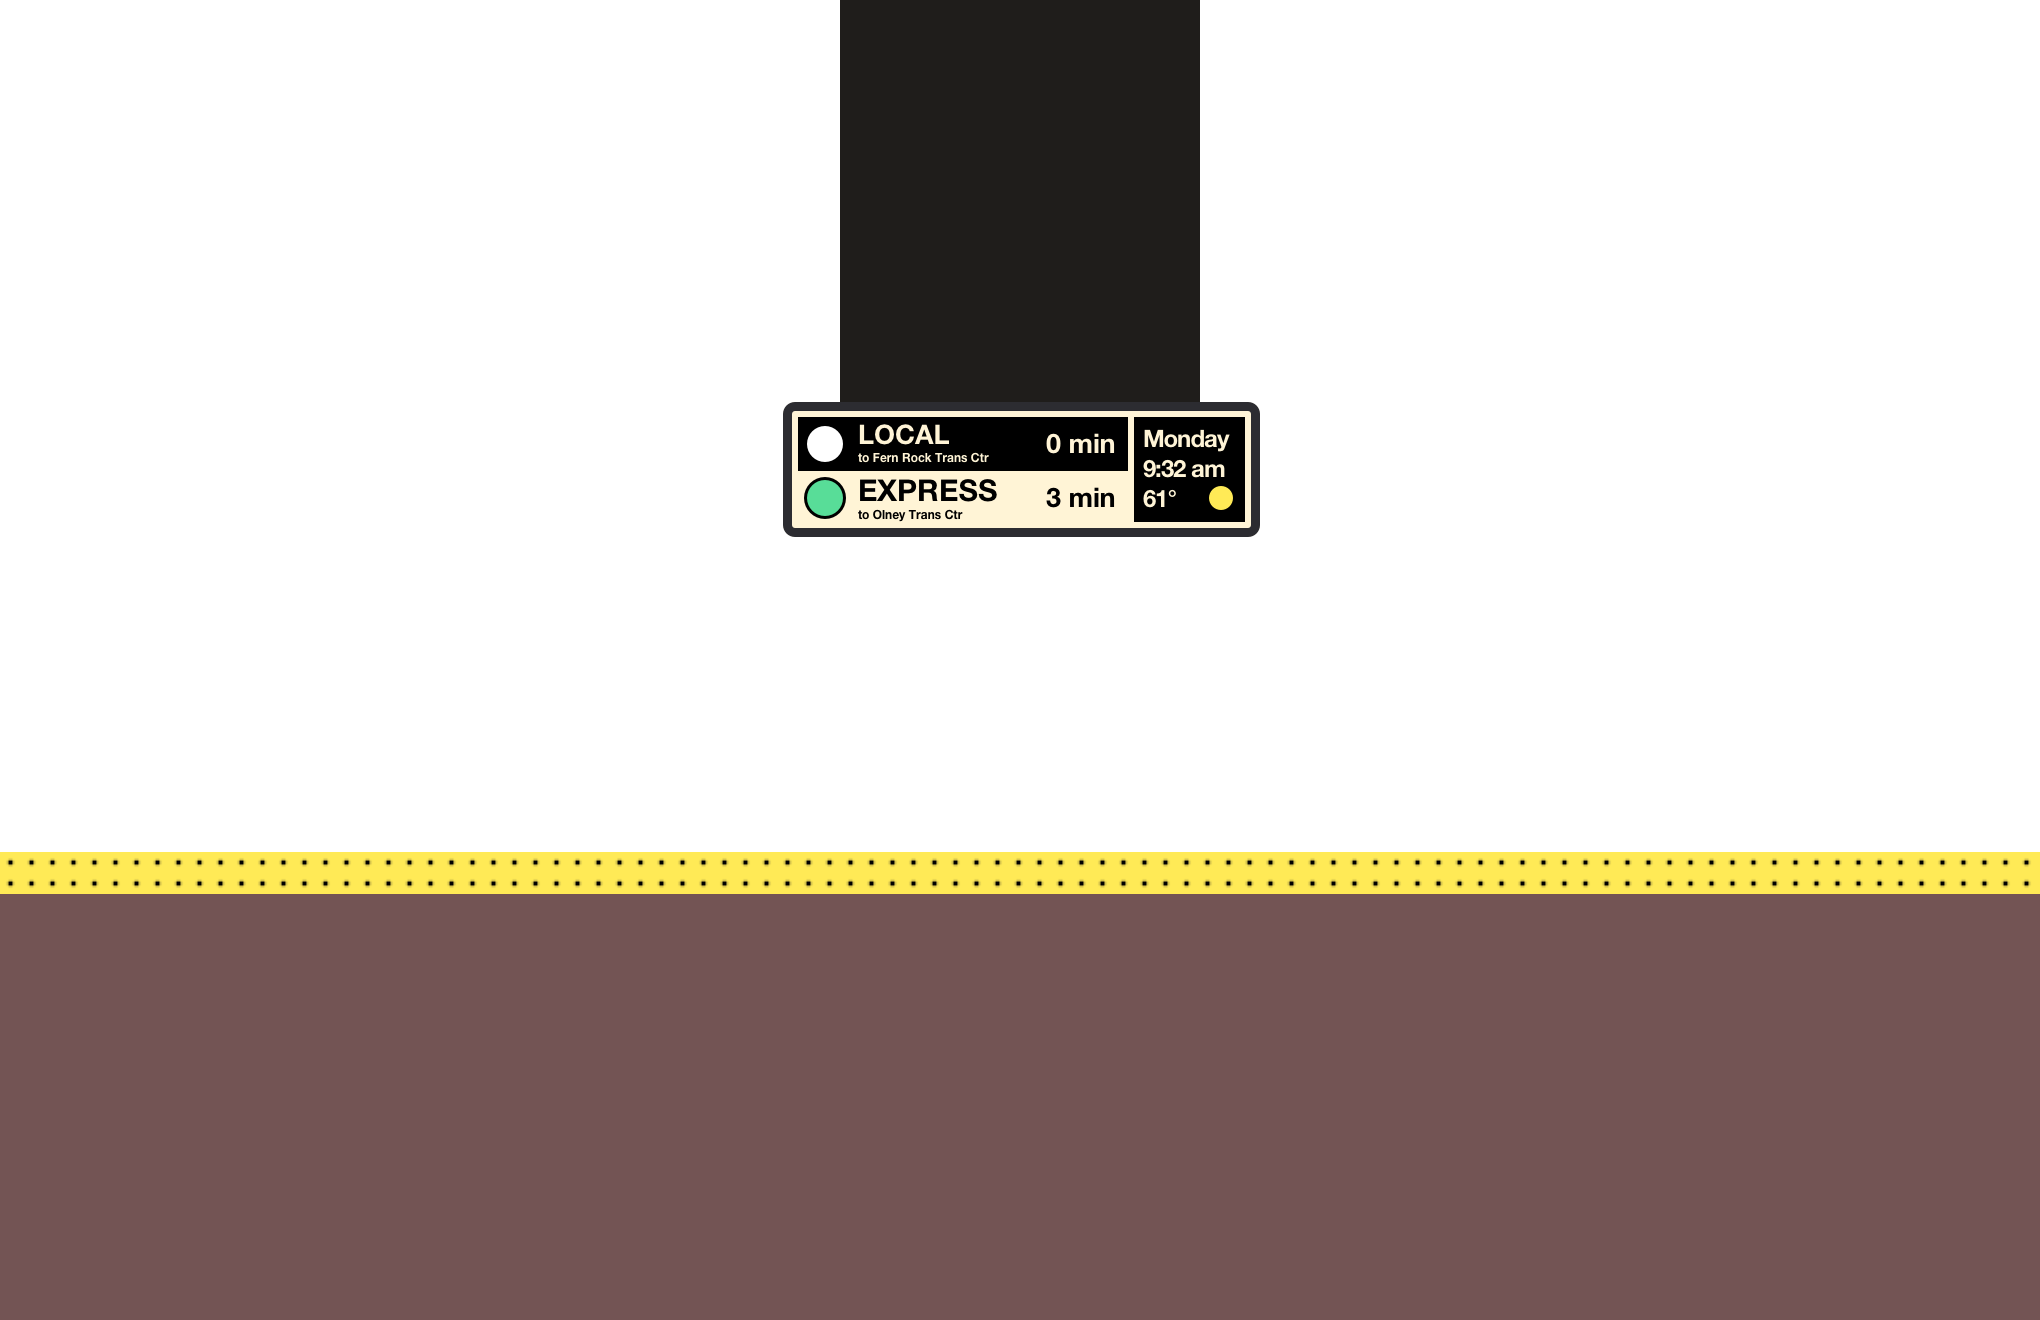 LOCAL
to Fern Rock Trans Ctr
0 min
EXPRESS
to Olney Trans Ctr
3 min
Monday
9:32 am
61°